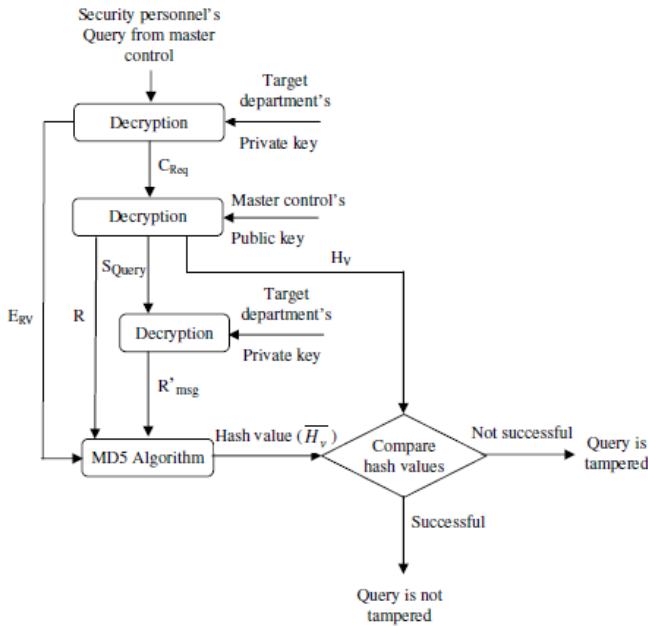 Security personnel's
Query from master
control
Target
department's
Decryption
Private key
C_Req
Master control's
Decryption
Public key
S_Query
H_V
Target
department's
E_RV
R
Decryption
Private key
R'_msg
Hash value (H̅_v̅)
Not successful
Compare
hash values
Query is
tampered
MD5 Algorithm
Successful
Query is not
tampered